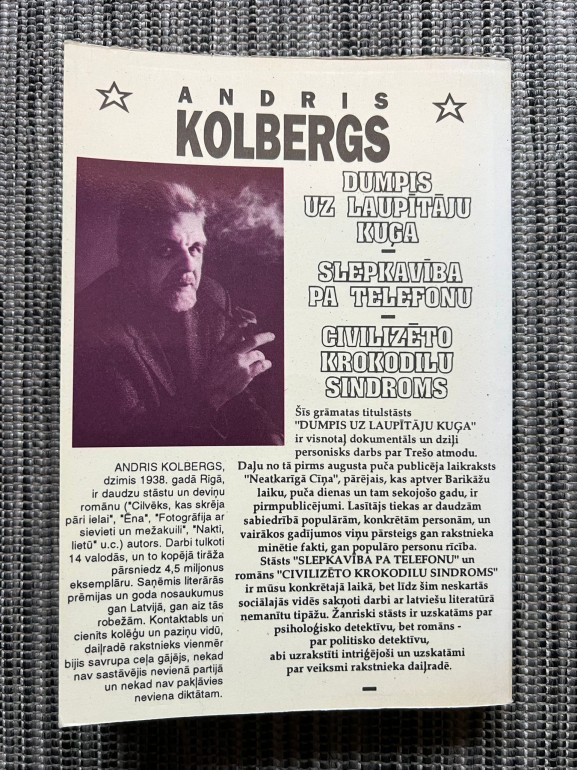 ANDRIS
KOLBERGS
DUMPIS
UZ LAUPĪTĀJU
KUĢA
SLEPKAVĪBA
PA TELEFONU
CIVILIZĒTO
KROKODILU
SINDROMS
Šīs grāmatas titulstāsts
"DUMPIS UZ LAUPĪTĀJU KUĢA"
ir visnotaļ dokumentāls un dziļi
personisks darbs par Trešo atmodu.
Daļu no tā pirms augusta puča publicēja laikraksts
"Neatkarīgā Cīņa", pārējais, kas aptver Barikāžu
laiku, puča dienas un tam sekojošo gadu, ir
pirmpublicējumi. Lasītājs tiekas ar daudzām
sabiedrībā populārām, konkrētām personām, un
vairākos gadījumos viņu pārsteigs gan rakstnieka
minētie fakti, gan populāro personu rīcība.
Stāsts "SLEPKAVĪBA PA TELEFONU" un
romāns "CIVILIZĒTO KROKODILU SINDROMS"
ir mūsu konkrētajā laikā, bet līdz šim neskartās
sociālajās vidēs sakņoti darbi ar latviešu literatūrā
nemanītu tipāžu. Žanriski stāsts ir uzskatāms par
psiholoģisko detektīvu, bet romāns -
par politisko detektīvu,
abi uzrakstīti intriģējoši un uzskatāmi
par veiksmi rakstnieka daiļradē.
ANDRIS KOLBERGS,
dzimis 1938. gadā Rīgā,
ir daudzu stāstu un deviņu
romānu ("Cilvēks, kas skrēja
pāri ielai", "Ēna", "Fotogrāfija ar
sievieti un mežakuili", "Nakti,
lietū" u.c.) autors. Darbi tulkoti
14 valodās, un to kopējā tirāža
pārsniedz 4,5 miljonus
eksemplāru. Saņēmis literārās
prēmijas un goda nosaukumus
gan Latvijā, gan aiz tās
robežām. Kontaktabls un
cienīts kolēģu un paziņu vidū,
daiļradē rakstnieks vienmēr
bijis savrupa ceļa gājējs, nekad
nav sastāvējis nevienā partijā
un nekad nav pakļāvies
neviena diktātam.